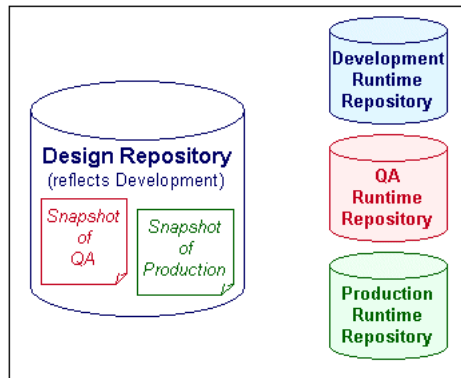 Design Repository
(reflects Development)
Snapshot
of
QA
Snapshot
of
Production
Development
Runtime
Repository
QA
Runtime
Repository
Production
Runtime
Repository